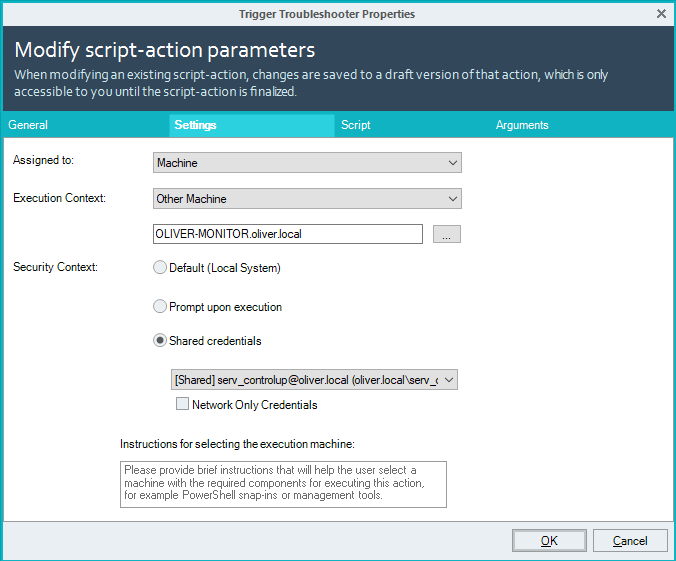 Trigger Troubleshooter Properties
Modify script-action parameters
When modifying an existing script-action, changes are saved to a draft version of that action, which is only
accessible to you until the script-action is finalized.
General Settings Script Arguments
Assigned to: Machine
Execution Context: Other Machine
OLIVER-MONITOR.oliver.local ...
Security Context: Default (Local System)
Prompt upon execution
Shared credentials
[Shared] serv_controlup@oliver.local (oliver.local\serv_c
Network Only Credentials
Instructions for selecting the execution machine:
Please provide brief instructions that will help the user select a
machine with the required components for executing this action,
for example PowerShell snap-ins or management tools.
OK Cancel